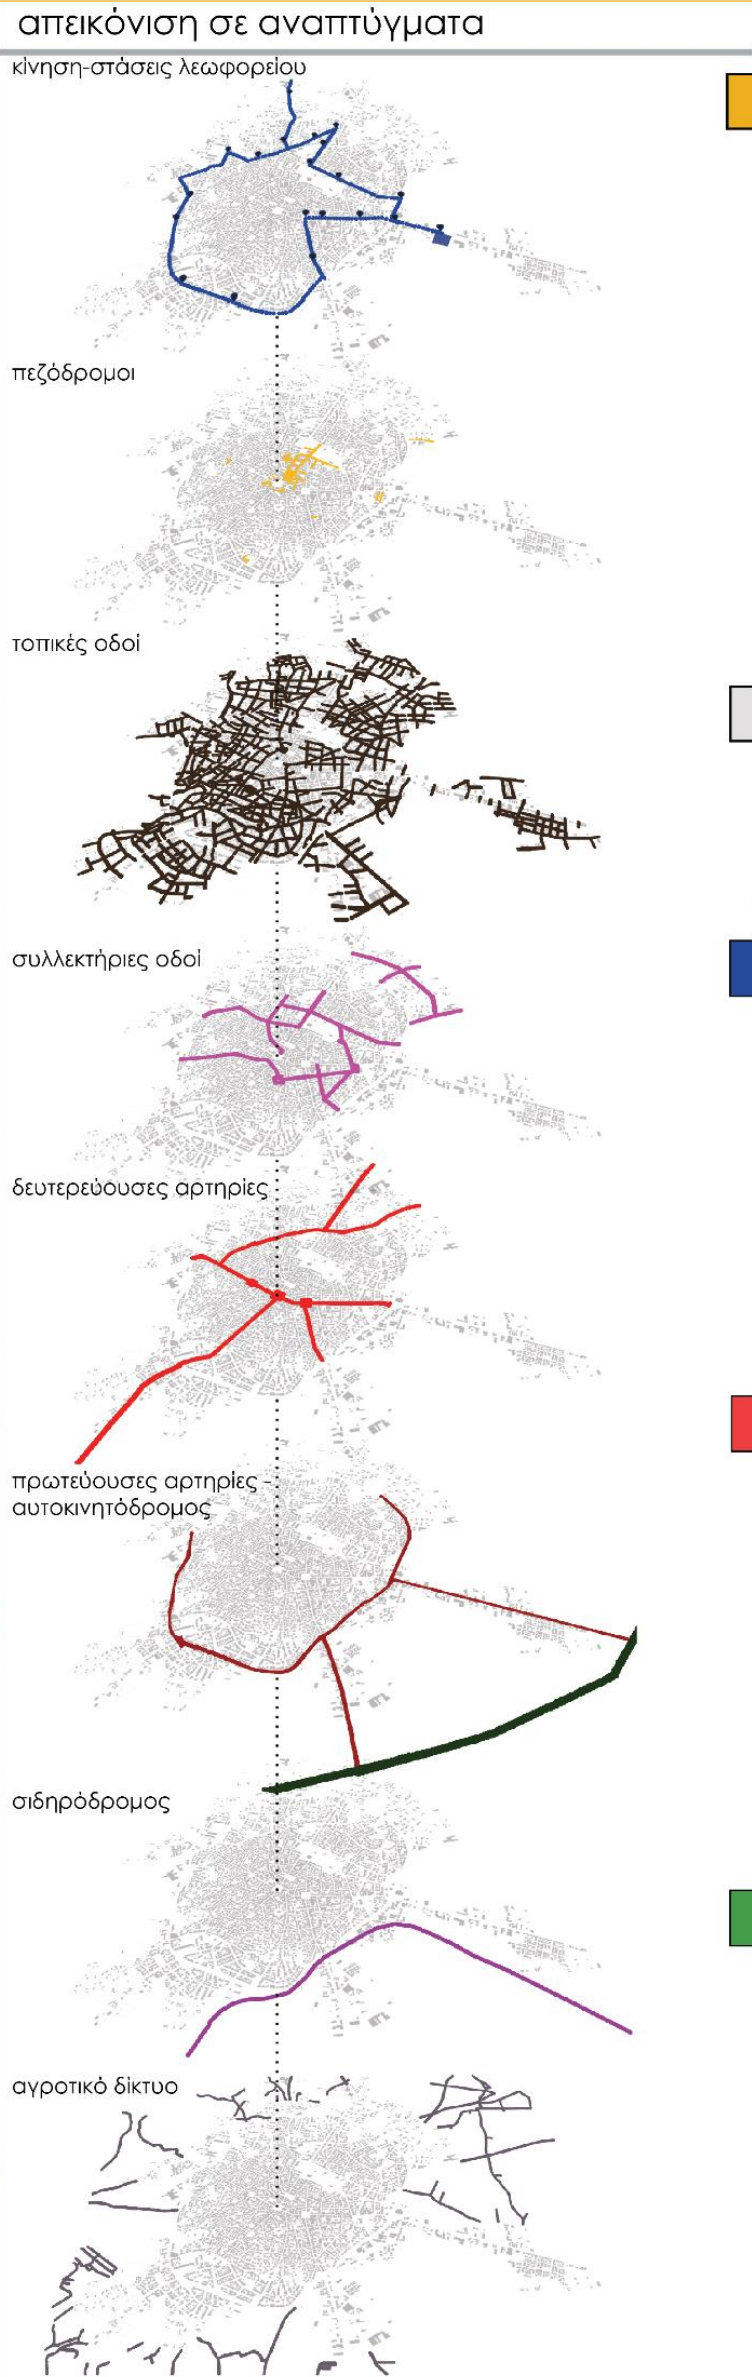 απεικόνιση σε αναπτύγματα
κίνηση-στάσεις λεωφορείου
πεζόδρομοι
τοπικές οδοί
συλλεκτήριες οδοί
δευτερεύουσες αρτηρίες
πρωτεύουσες αρτηρίες -
αυτοκινητόδρομος
σιδηρόδρομος
αγροτικό δίκτυο